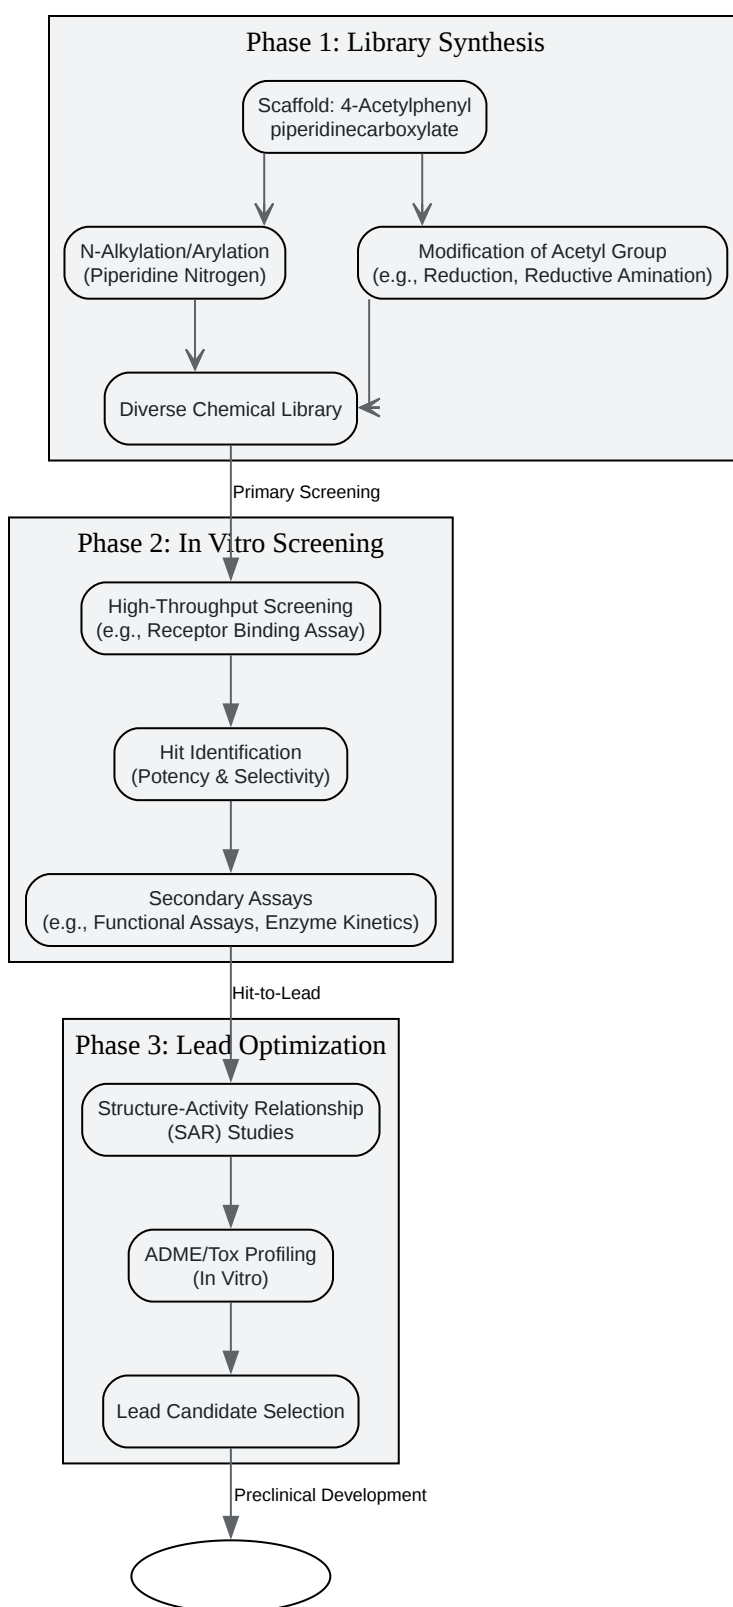 Phase 1: Library Synthesis
Scaffold: 4-Acetylphenyl
piperidinecarboxylate
N-Alkylation/Arylation
(Piperidine Nitrogen)
Modification of Acetyl Group
(e.g., Reduction, Reductive Amination)
Diverse Chemical Library
Primary Screening
Phase 2: In Vitro Screening
High-Throughput Screening
(e.g., Receptor Binding Assay)
Hit Identification
(Potency & Selectivity)
Secondary Assays
(e.g., Functional Assays, Enzyme Kinetics)
Hit-to-Lead
Phase 3: Lead Optimization
Structure-Activity Relationship
(SAR) Studies
ADME/Tox Profiling
(In Vitro)
Lead Candidate Selection
Preclinical Development